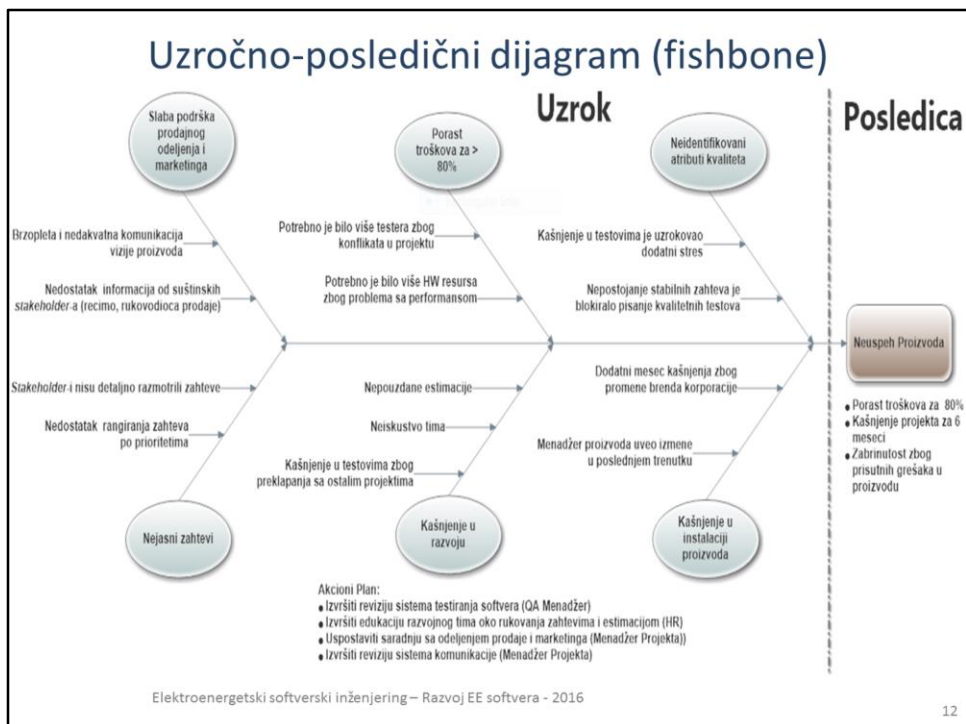 Uzročno-posledični dijagram (fishbone)
Uzrok
Posledica
Slaba podrška
prodajnog
odeljenja i
marketinga
Porast
troškova za >
80%
Neidentifikovani
atributi kvaliteta
Brzopleta i nedakvatna komunikacija
vizije proizvoda
Nedostatak informacija od suštinskih
stakeholder-a (recimo, rukovodioca prodaje)
Potrebno je bilo više testera zbog
konflikata u projektu
Potrebno je bilo više HW resursa
zbog problema sa performansom
Kašnjenje u testovima je uzrokovao
dodatni stres
Nepostojanje stabilnih zahteva je
blokiralo pisanje kvalitetnih testova
Neuspeh Proizvoda
Stakeholder-i nisu detaljno razmotrili zahteve
Nedostatak rangiranja zahteva
po prioritetima
Nepouzdane estimacije
Neiskustvo tima
Kašnjenje u testovima zbog
preklapanja sa ostalim projektima
Dodatni mesec kašnjenja zbog
promene brenda korporacije
Menadžer proizvoda uveo izmene
u poslednjem trenutku
• Porast troškova za 80%
• Kašnjenje projekta za 6
meseci
• Zabrinutost zbog
prisutnih grešaka u
proizvodu
Nejasni zahtevi
Kašnjenje u
razvoju
Kašnjenje u
instalaciji
proizvoda
Akcioni Plan:
• Izvršiti reviziju sistema testiranja softvera (QA Menadžer)
• Izvršiti edukaciju razvojnog tima oko rukovanja zahtevima i estimacijom (HR)
• Uspostaviti saradnju sa odeljenjem prodaje i marketinga (Menadžer Projekta))
• Izvršiti reviziju sistema komunikacije (Menadžer Projekta)
Elektroenergetski softverski inženjering – Razvoj EE softvera - 2016
12